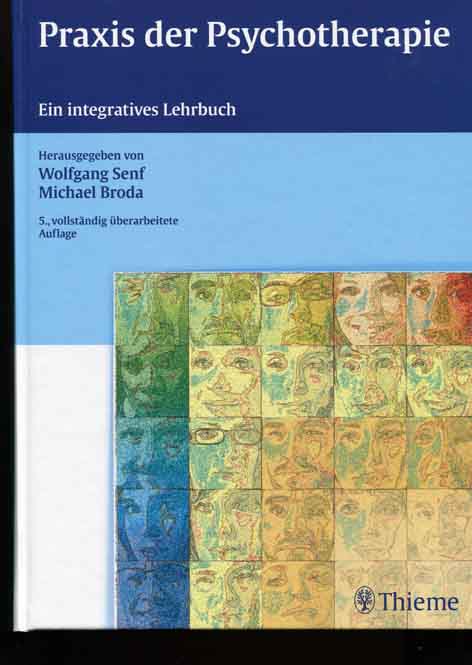 Praxis der Psychotherapie
Ein integratives Lehrbuch
Herausgegeben von
Wolfgang Senf
Michael Broda
5., vollständig überarbeitete
Auflage
Thieme